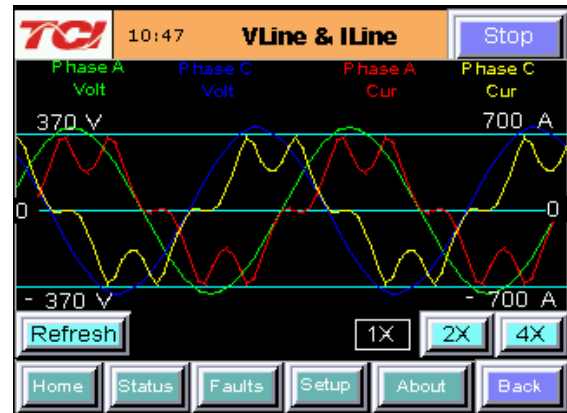 TCI 10:47 VLine & ILine Stop
Phase A Phase C Phase A Phase C
Volt Volt Cur Cur
370 V 700 A
0 0
- 370 V - 700 A
Refresh 1X 2X 4X
Home Status Faults Setup About Back